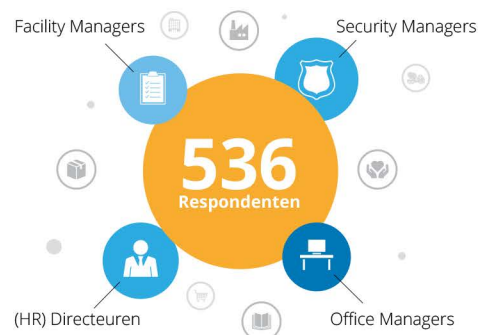 Facility Managers
Security Managers
536
Respondenten
(HR) Directeuren
Office Managers